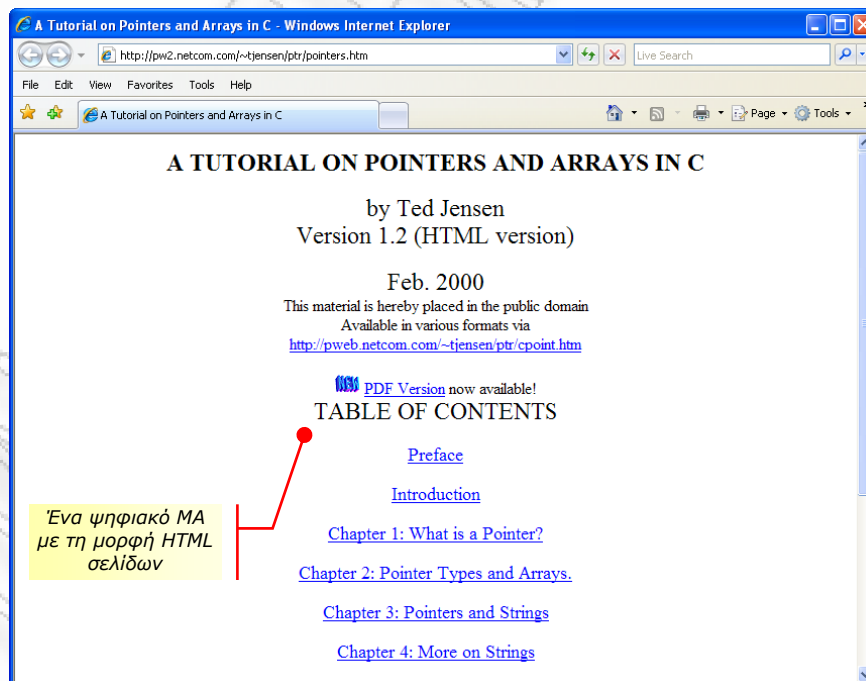 A Tutorial on Pointers and Arrays in C - Windows Internet Explorer
http://pw2.netcom.com/~tjensen/ptr/pointers.htm
Live Search
File Edit View Favorites Tools Help
A Tutorial on Pointers and Arrays in C
Page Tools
A TUTORIAL ON POINTERS AND ARRAYS IN C
by Ted Jensen
Version 1.2 (HTML version)
Feb. 2000
This material is hereby placed in the public domain
Available in various formats via
http://pweb.netcom.com/~tjensen/ptr/cpoint.htm
NEW PDF Version now available!
TABLE OF CONTENTS
Preface
Introduction
Ένα ψηφιακό ΜΑ
με τη μορφή HTML
σελίδων
Chapter 1: What is a Pointer?
Chapter 2: Pointer Types and Arrays.
Chapter 3: Pointers and Strings
Chapter 4: More on Strings